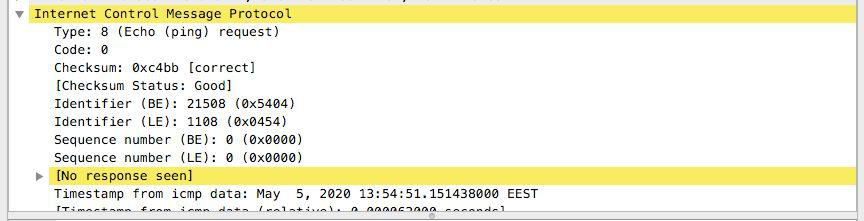 Internet Control Message Protocol
Type: 8 (Echo (ping) request)
Code: 0
Checksum: 0xc4bb [correct]
[Checksum Status: Good]
Identifier (BE): 21508 (0x5404)
Identifier (LE): 1108 (0x0454)
Sequence number (BE): 0 (0x0000)
Sequence number (LE): 0 (0x0000)
[No response seen]
Timestamp from icmp data: May  5, 2020 13:54:51.151438000 EEST
[Timestamp from icmp data (relative): 0.000062000 seconds]